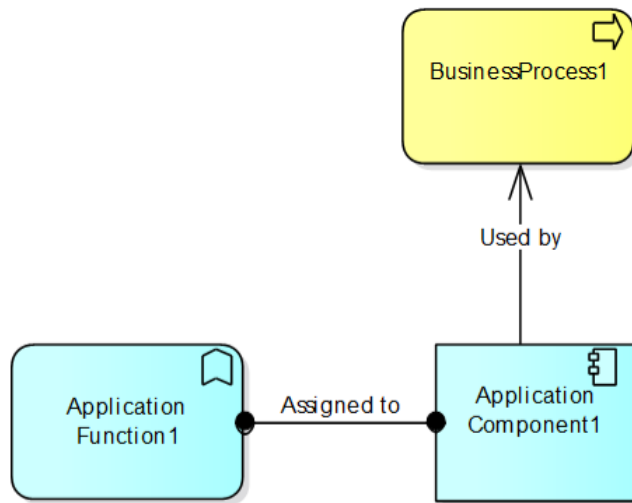 BusinessProcess1
Used by
Application
Function1
Assigned to
Application
Component1